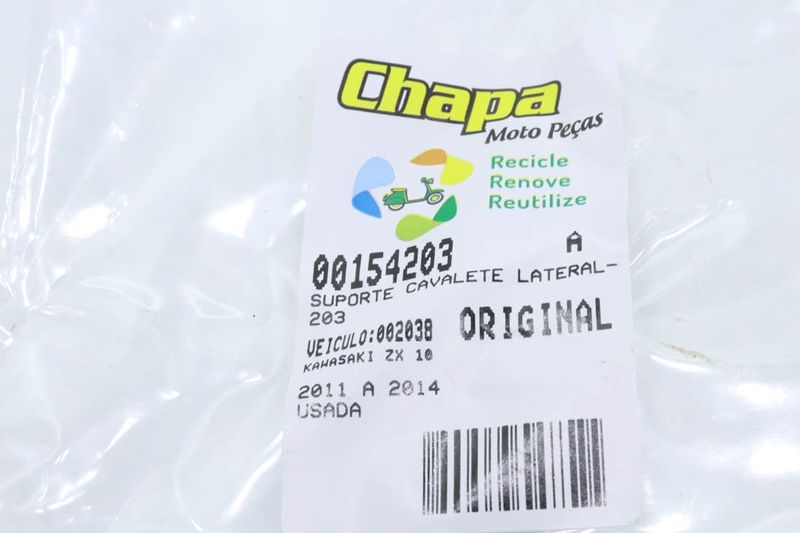 Chapa
Moto Peças
Recicle
Renove
Reutilize
00154203 Â
SUPORTE CAVALETE LATERAL-
203
VEICULO:002038 ORIGINAL
KAWASAKI ZX 10
2011 A 2014
USADA